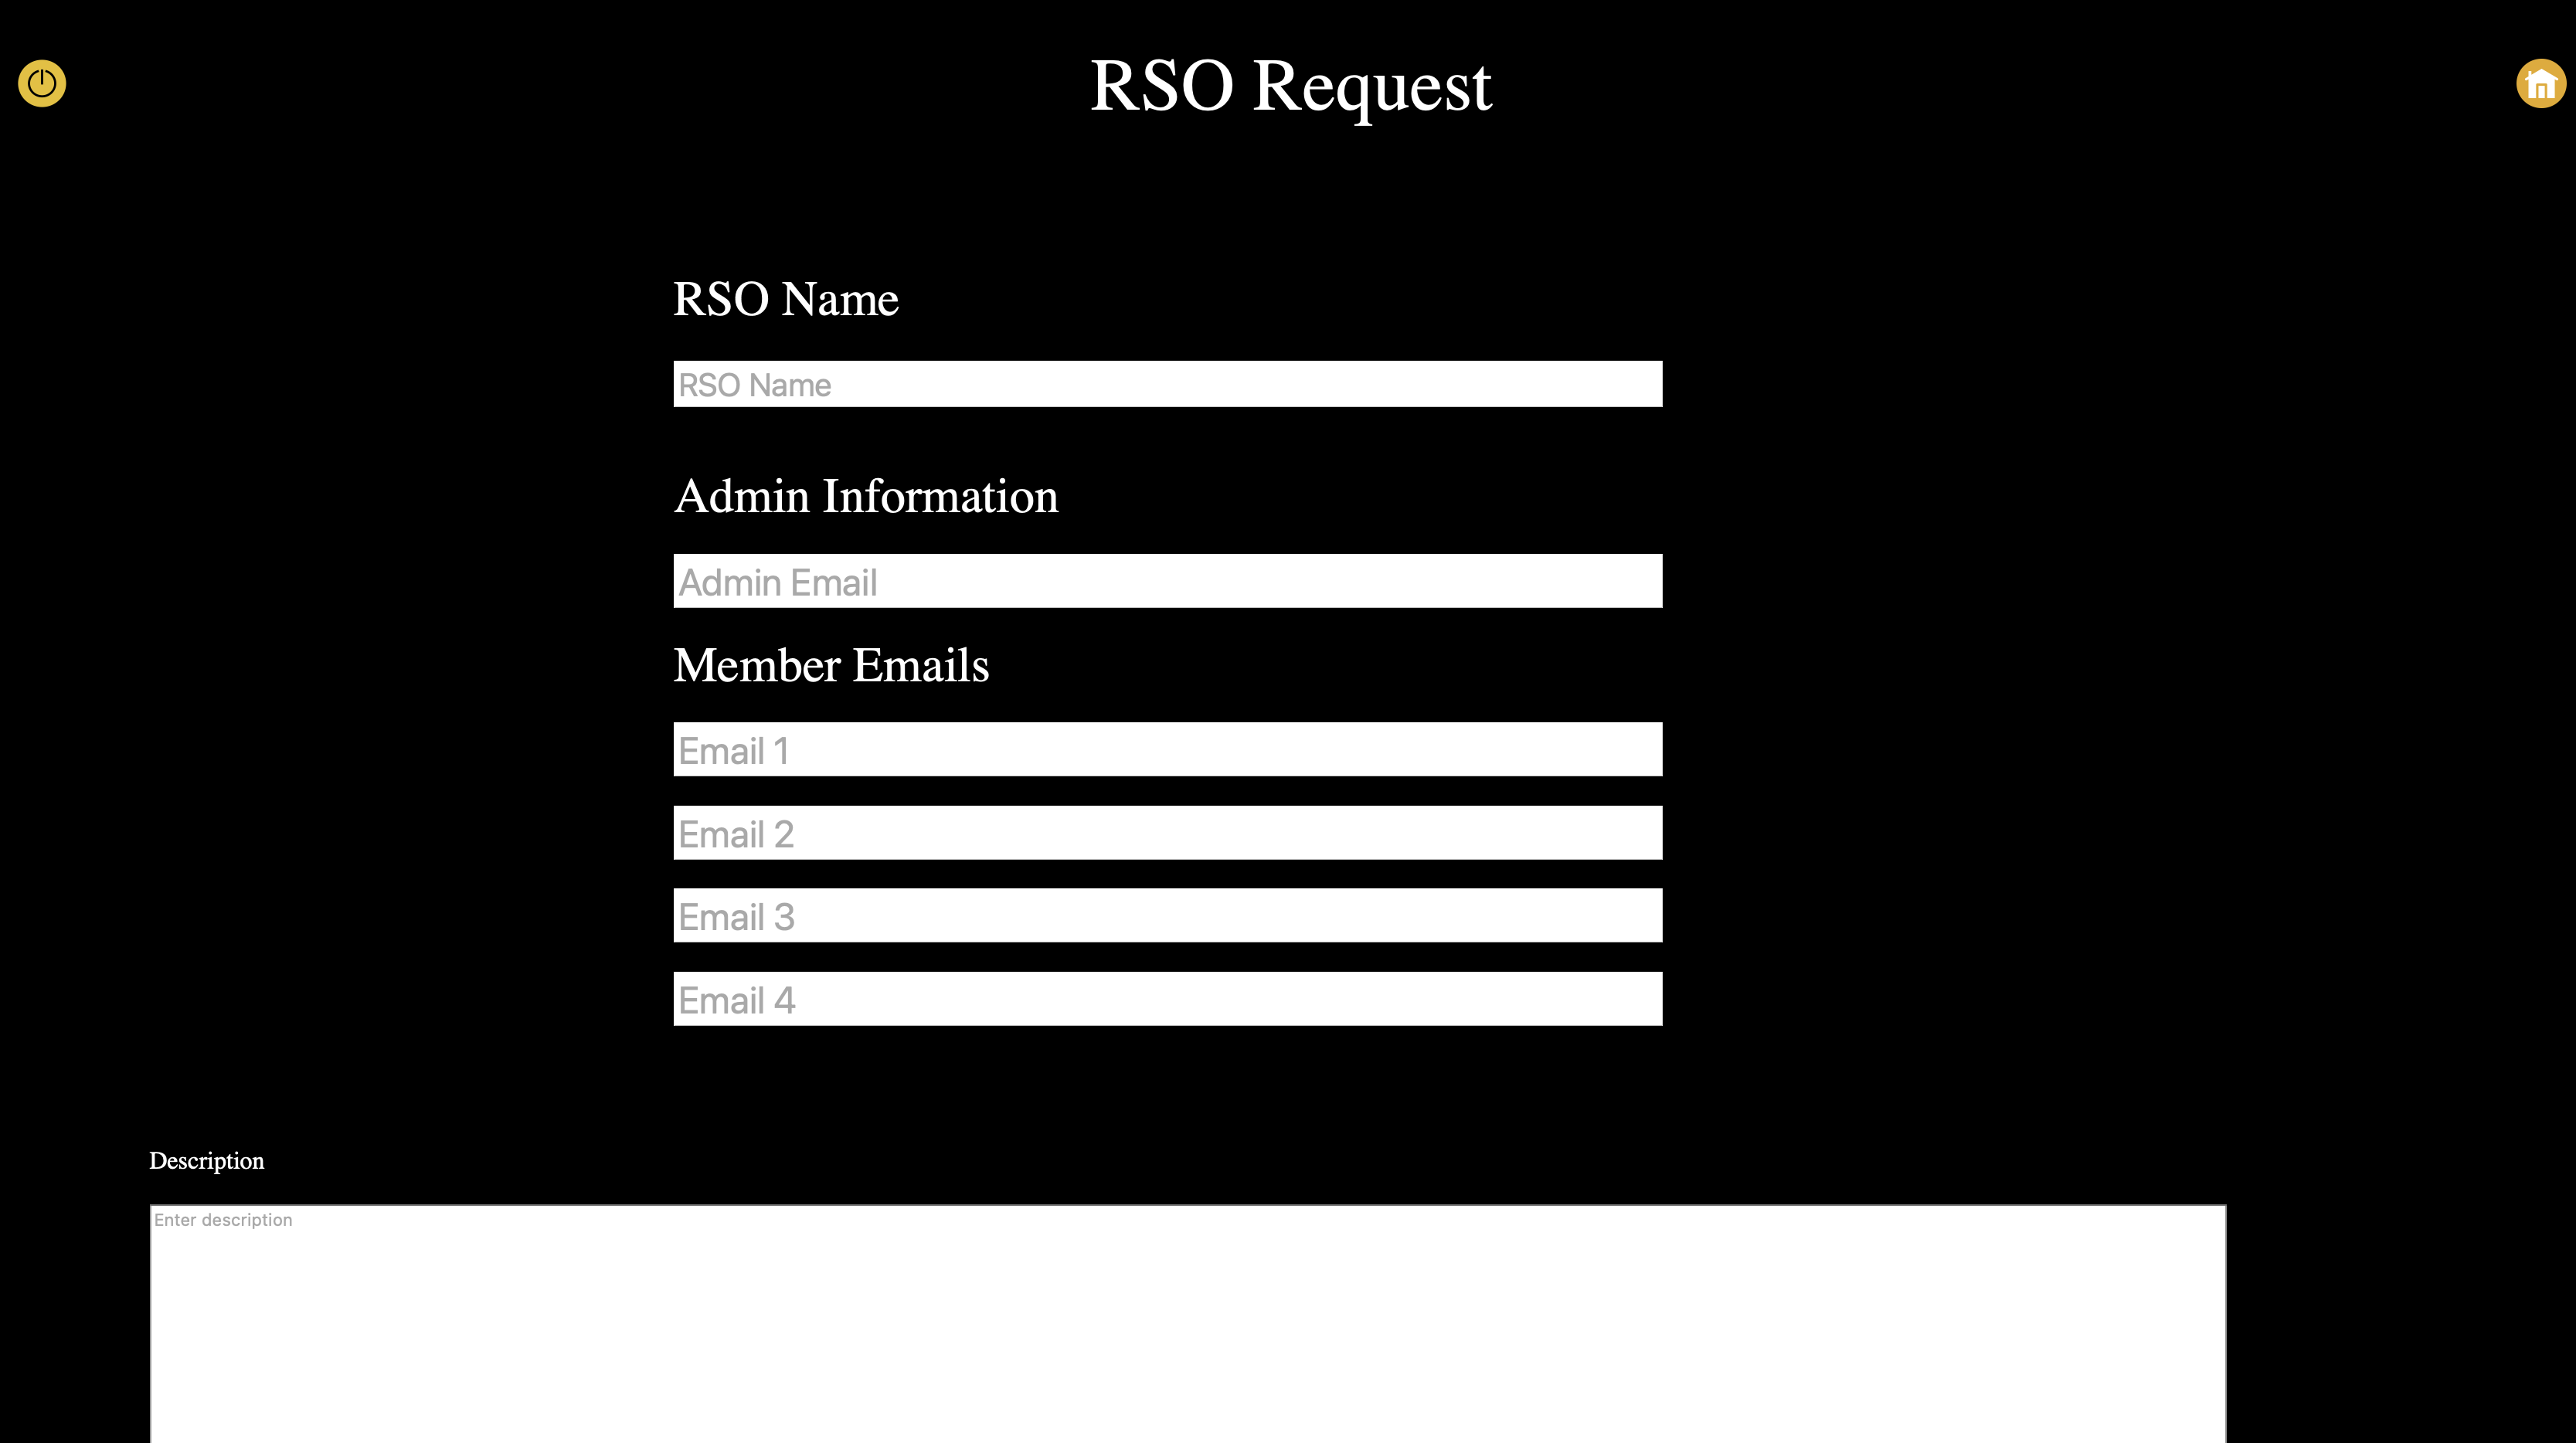 RSO Request
RSO Name
RSO Name
Admin Information
Admin Email
Member Emails
Email 1
Email 2
Email 3
Email 4
Description
Enter description